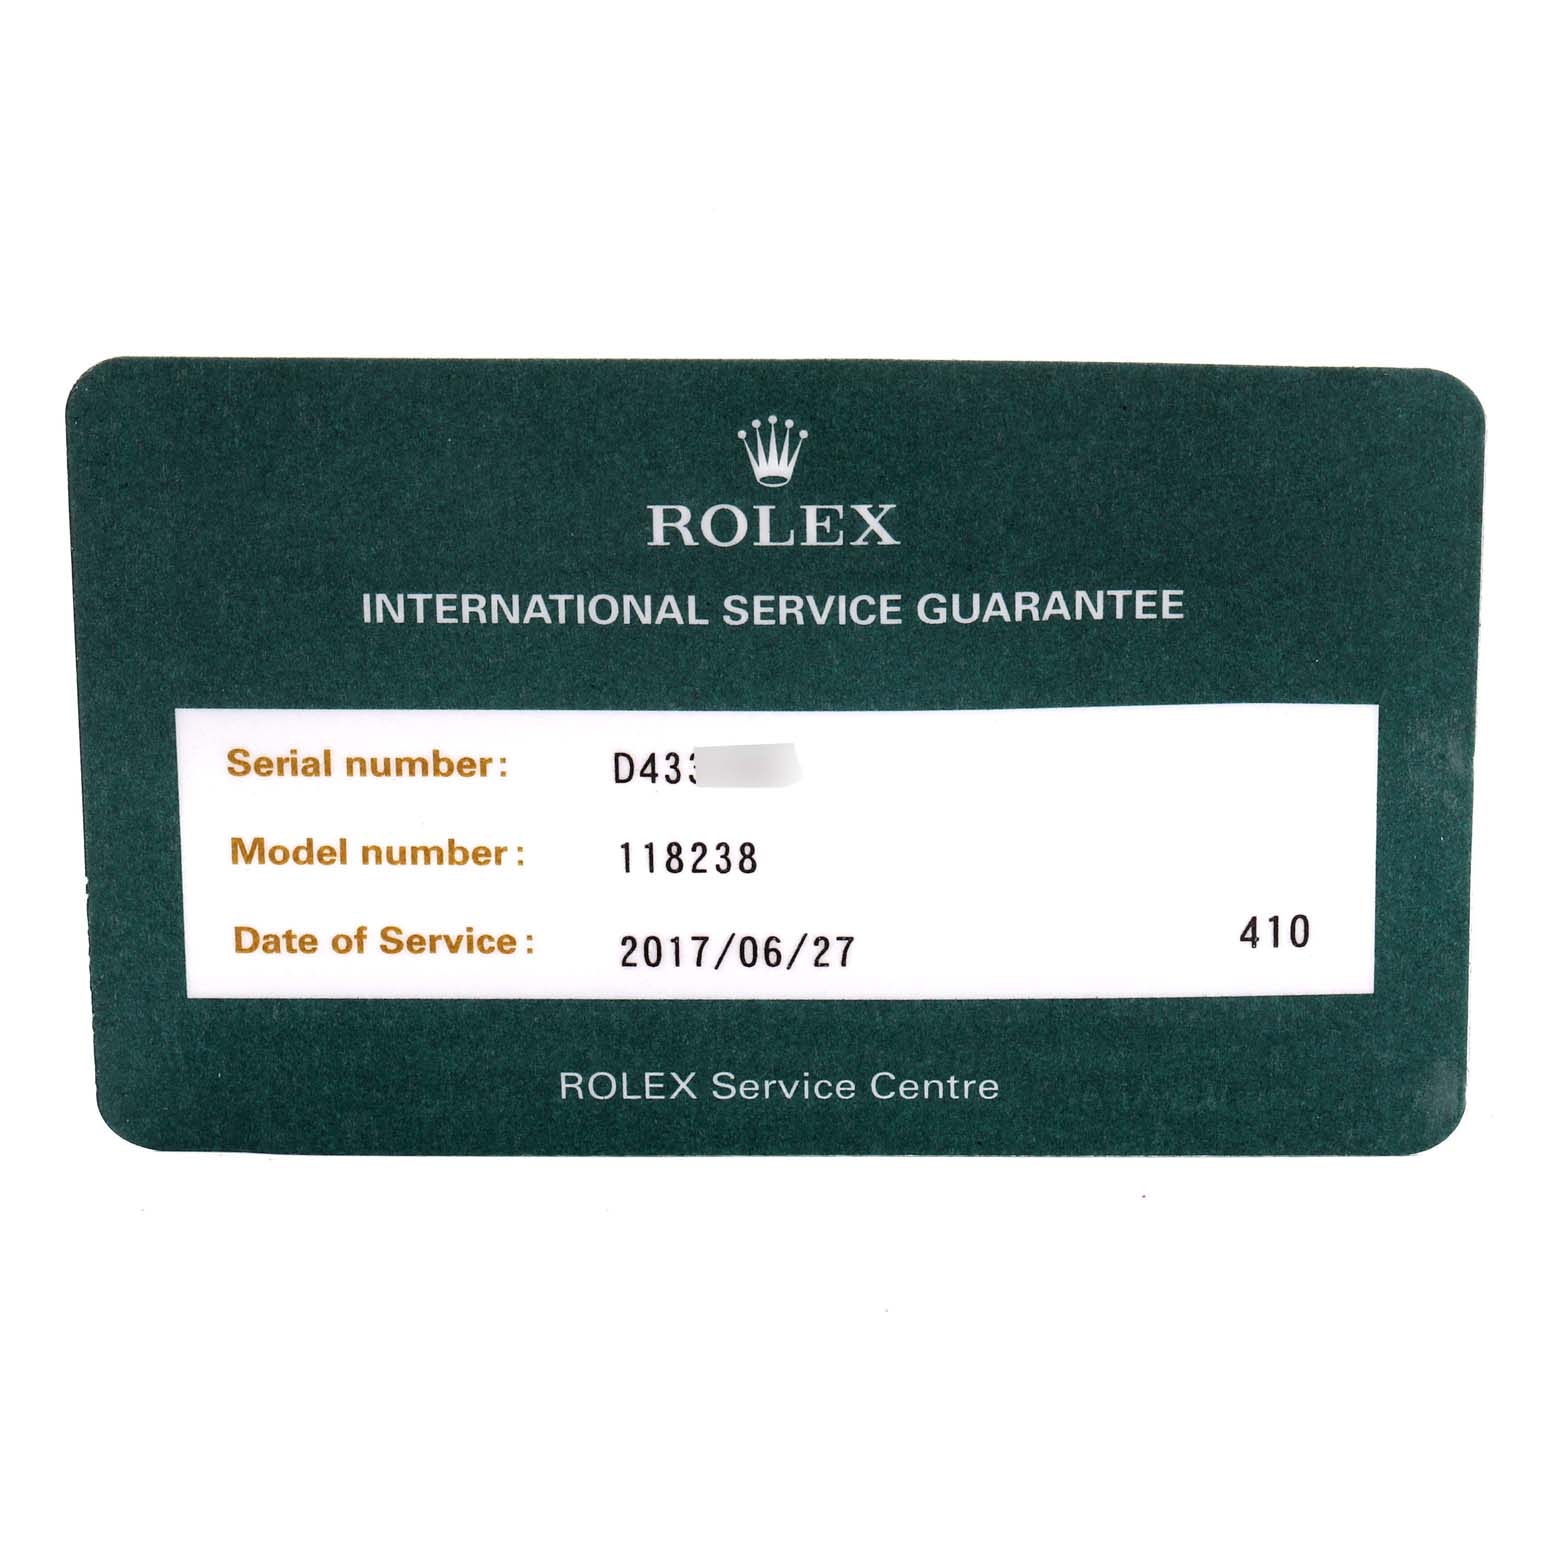 ROLEX
INTERNATIONAL SERVICE GUARANTEE
Serial number: D43
Model number: 118238
Date of Service: 2017/06/27 410
ROLEX Service Centre